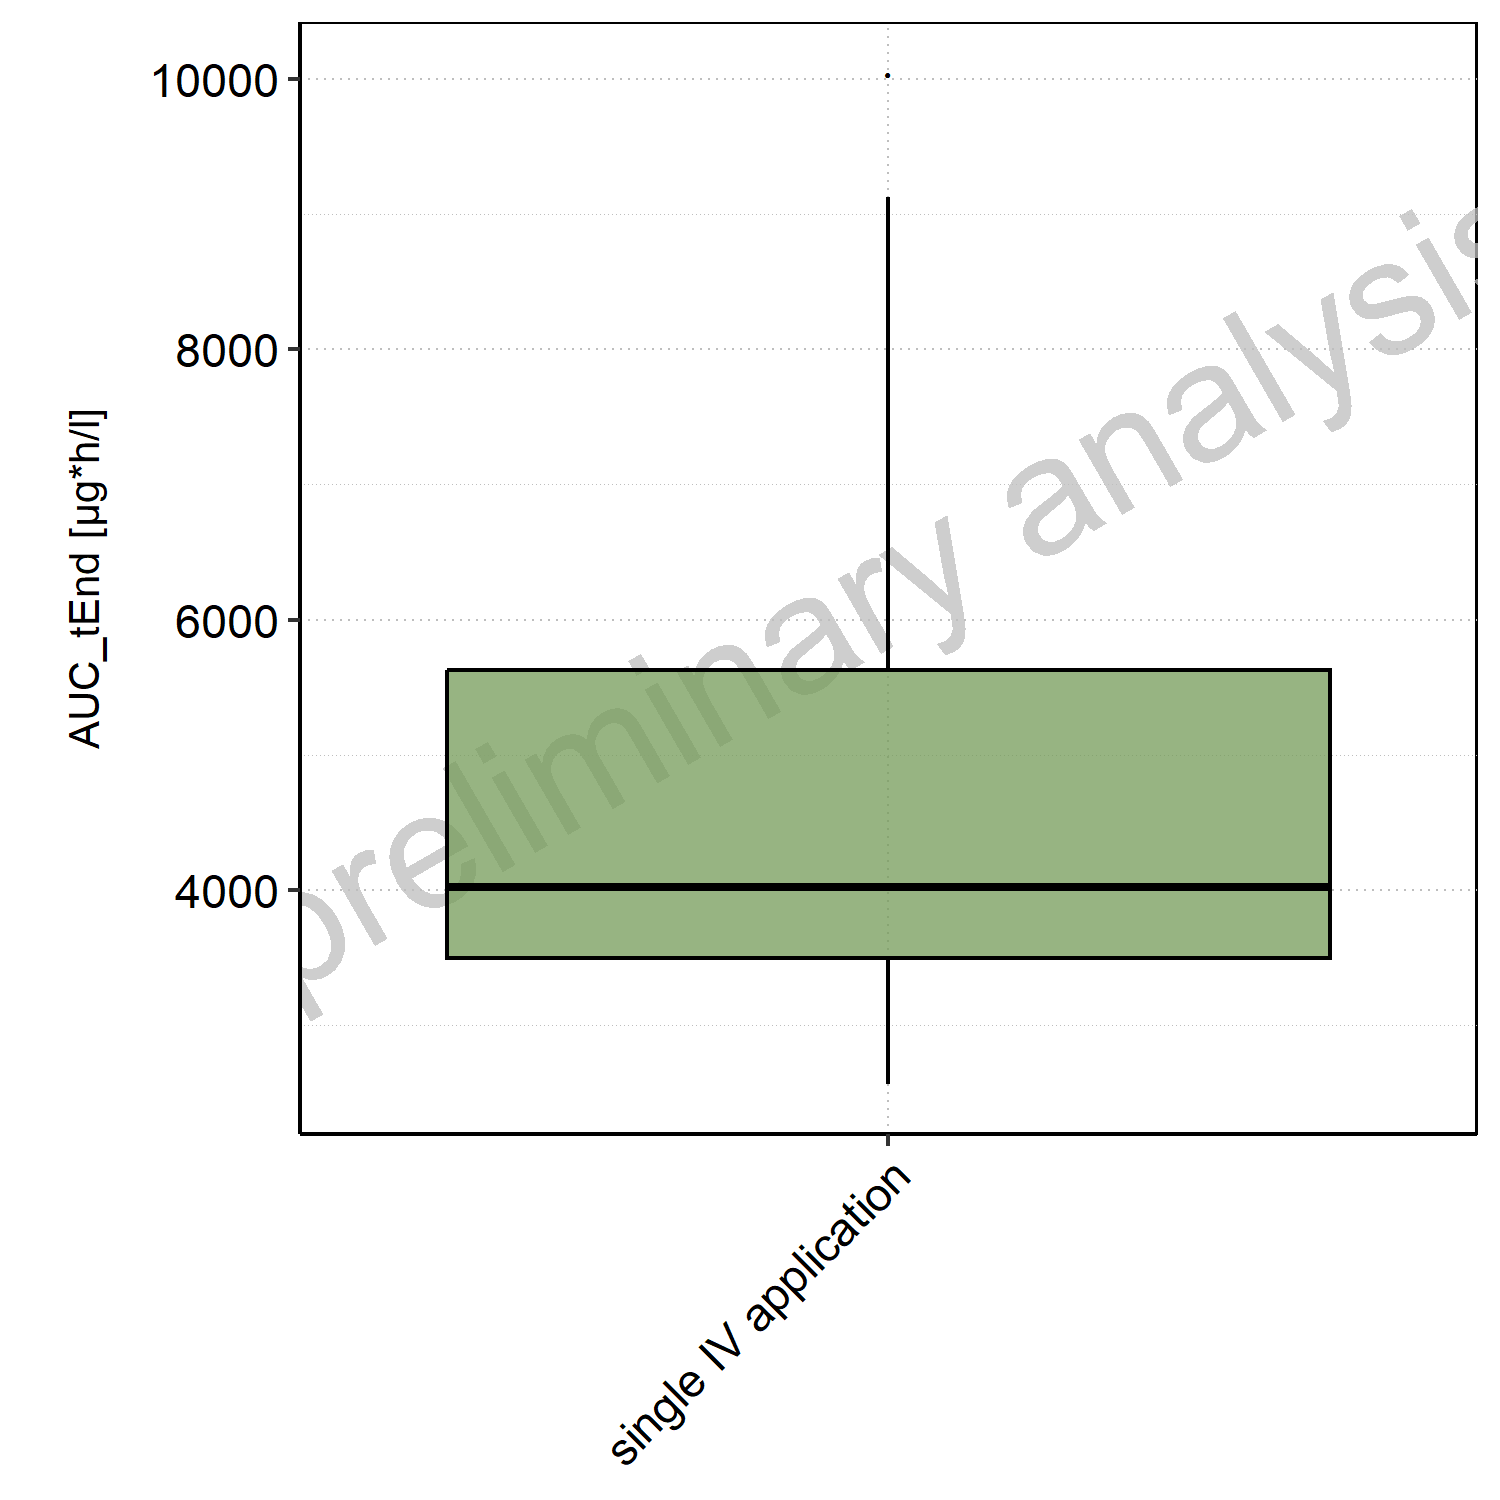 10000
8000
6000
4000
AUC_tEnd [µg*h/l]
preliminary analysis
single IV application